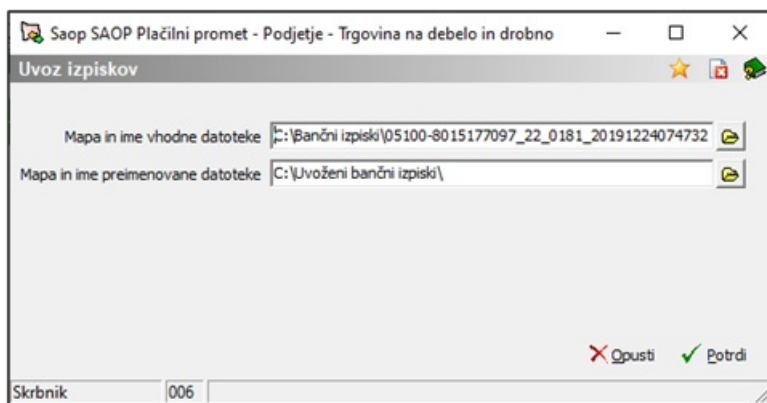 Saop SAOP Plačilni promet - Podjetje - Trgovina na debelo in drobno
Uvoz izpiskov
Mapa in ime vhodne datoteke C:\Bančni izpiski\05100-8015177097_22_0181_20191224074732
Mapa in ime preimenovane datoteke C:\Uvoženi bančni izpiski\
Opusti Potrdi
Skrbnik 006